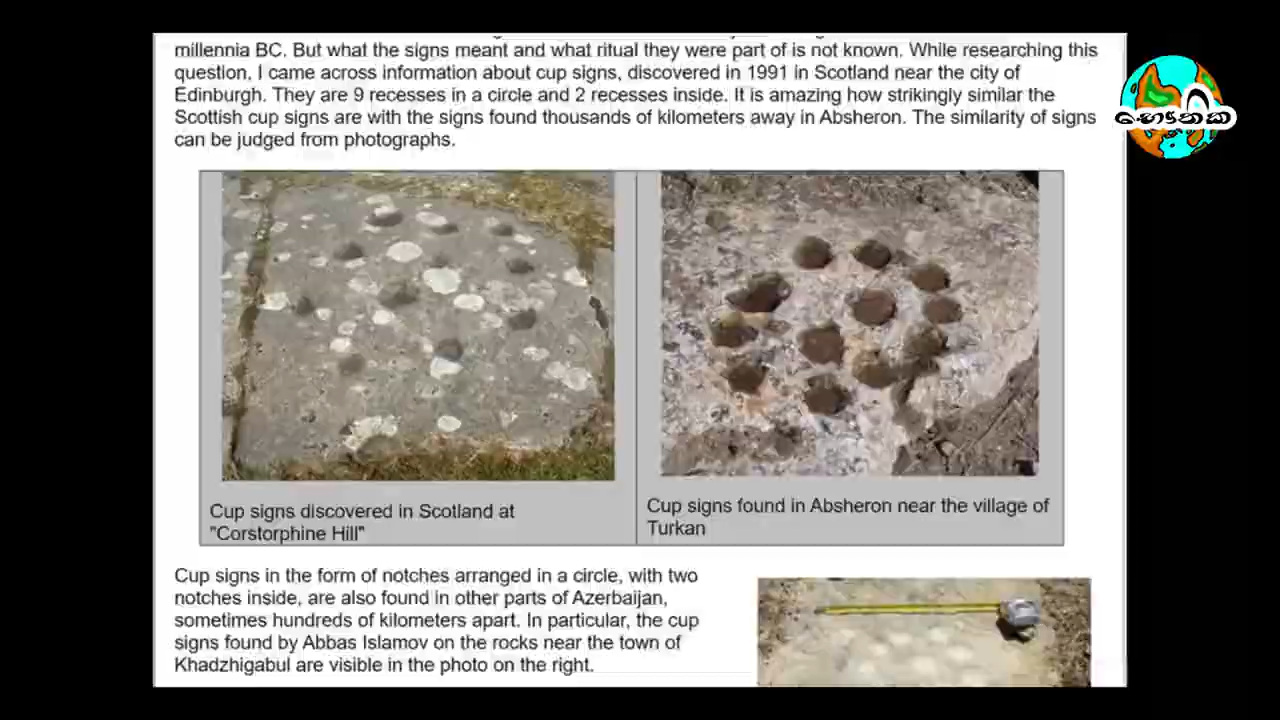 millennia BC. But what the signs meant and what ritual they were part of is not known. While researching this
question, I came across information about cup signs, discovered in 1991 in Scotland near the city of
Edinburgh. They are 9 recesses in a circle and 2 recesses inside. It is amazing how strikingly similar the
Scottish cup signs are with the signs found thousands of kilometers away in Absheron. The similarity of signs
can be judged from photographs.
භෞතික
Cup signs discovered in Scotland at
"Corstorphine Hill"
Cup signs found in Absheron near the village of
Turkan
Cup signs in the form of notches arranged in a circle, with two
notches inside, are also found in other parts of Azerbaijan,
sometimes hundreds of kilometers apart. In particular, the cup
signs found by Abbas Islamov on the rocks near the town of
Khadzhigabul are visible in the photo on the right.